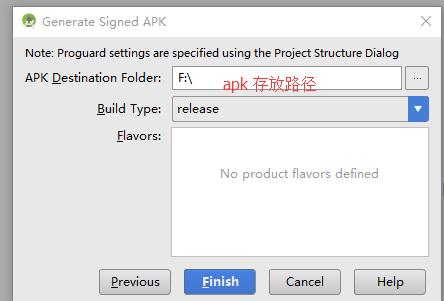 Generate Signed APK
Note: Proguard settings are specified using the Project Structure Dialog
APK Destination Folder: F:\ apk 存放路径 ...
Build Type: release
Flavors:
No product flavors defined
Previous Finish Cancel Help